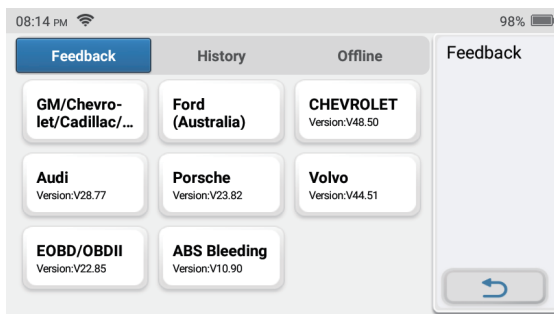 08:14 PM 98%
Feedback History Offline Feedback
GM/Chevro- Ford CHEVROLET
let/Cadillac/... (Australia) Version:V48.50
Audi Porsche Volvo
Version:V28.77 Version:V23.82 Version:V44.51
EOBD/OBDII ABS Bleeding
Version:V22.85 Version:V10.90